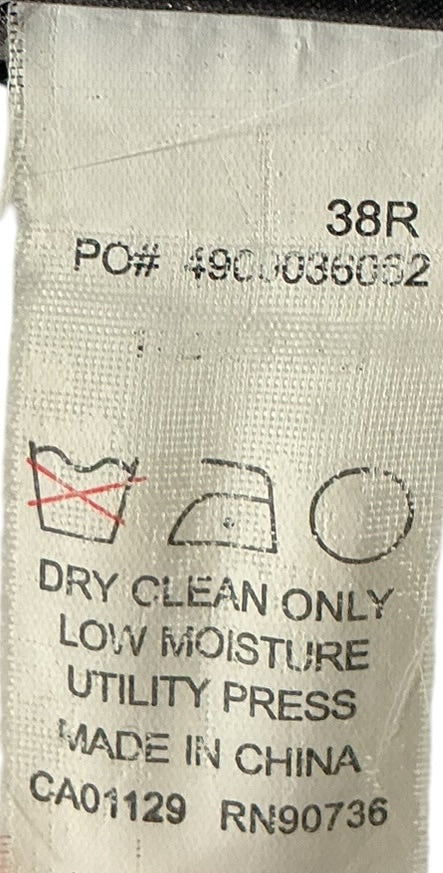 38R
PO#
DRY CLEAN ONLY
LOW MOISTURE
UTILITY PRESS
MADE IN CHINA
CA01129 RN90736